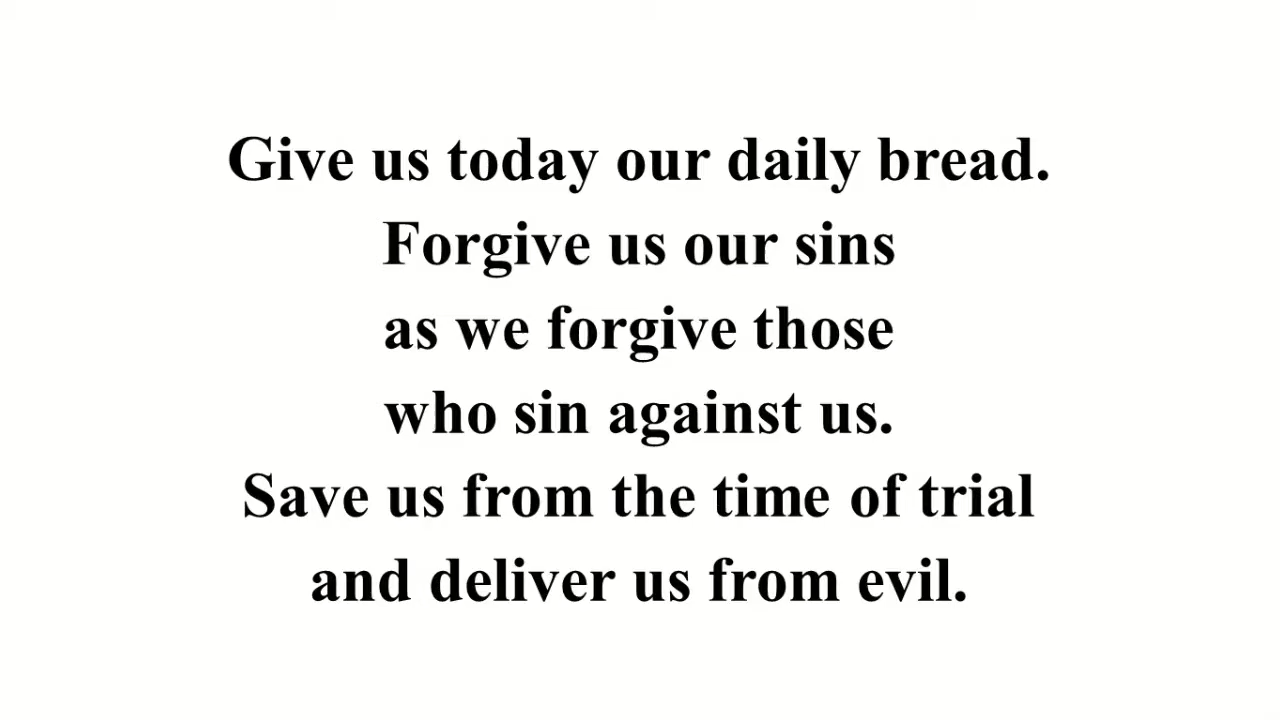 Give us today our daily bread.
Forgive us our sins
as we forgive those
who sin against us.
Save us from the time of trial
and deliver us from evil.